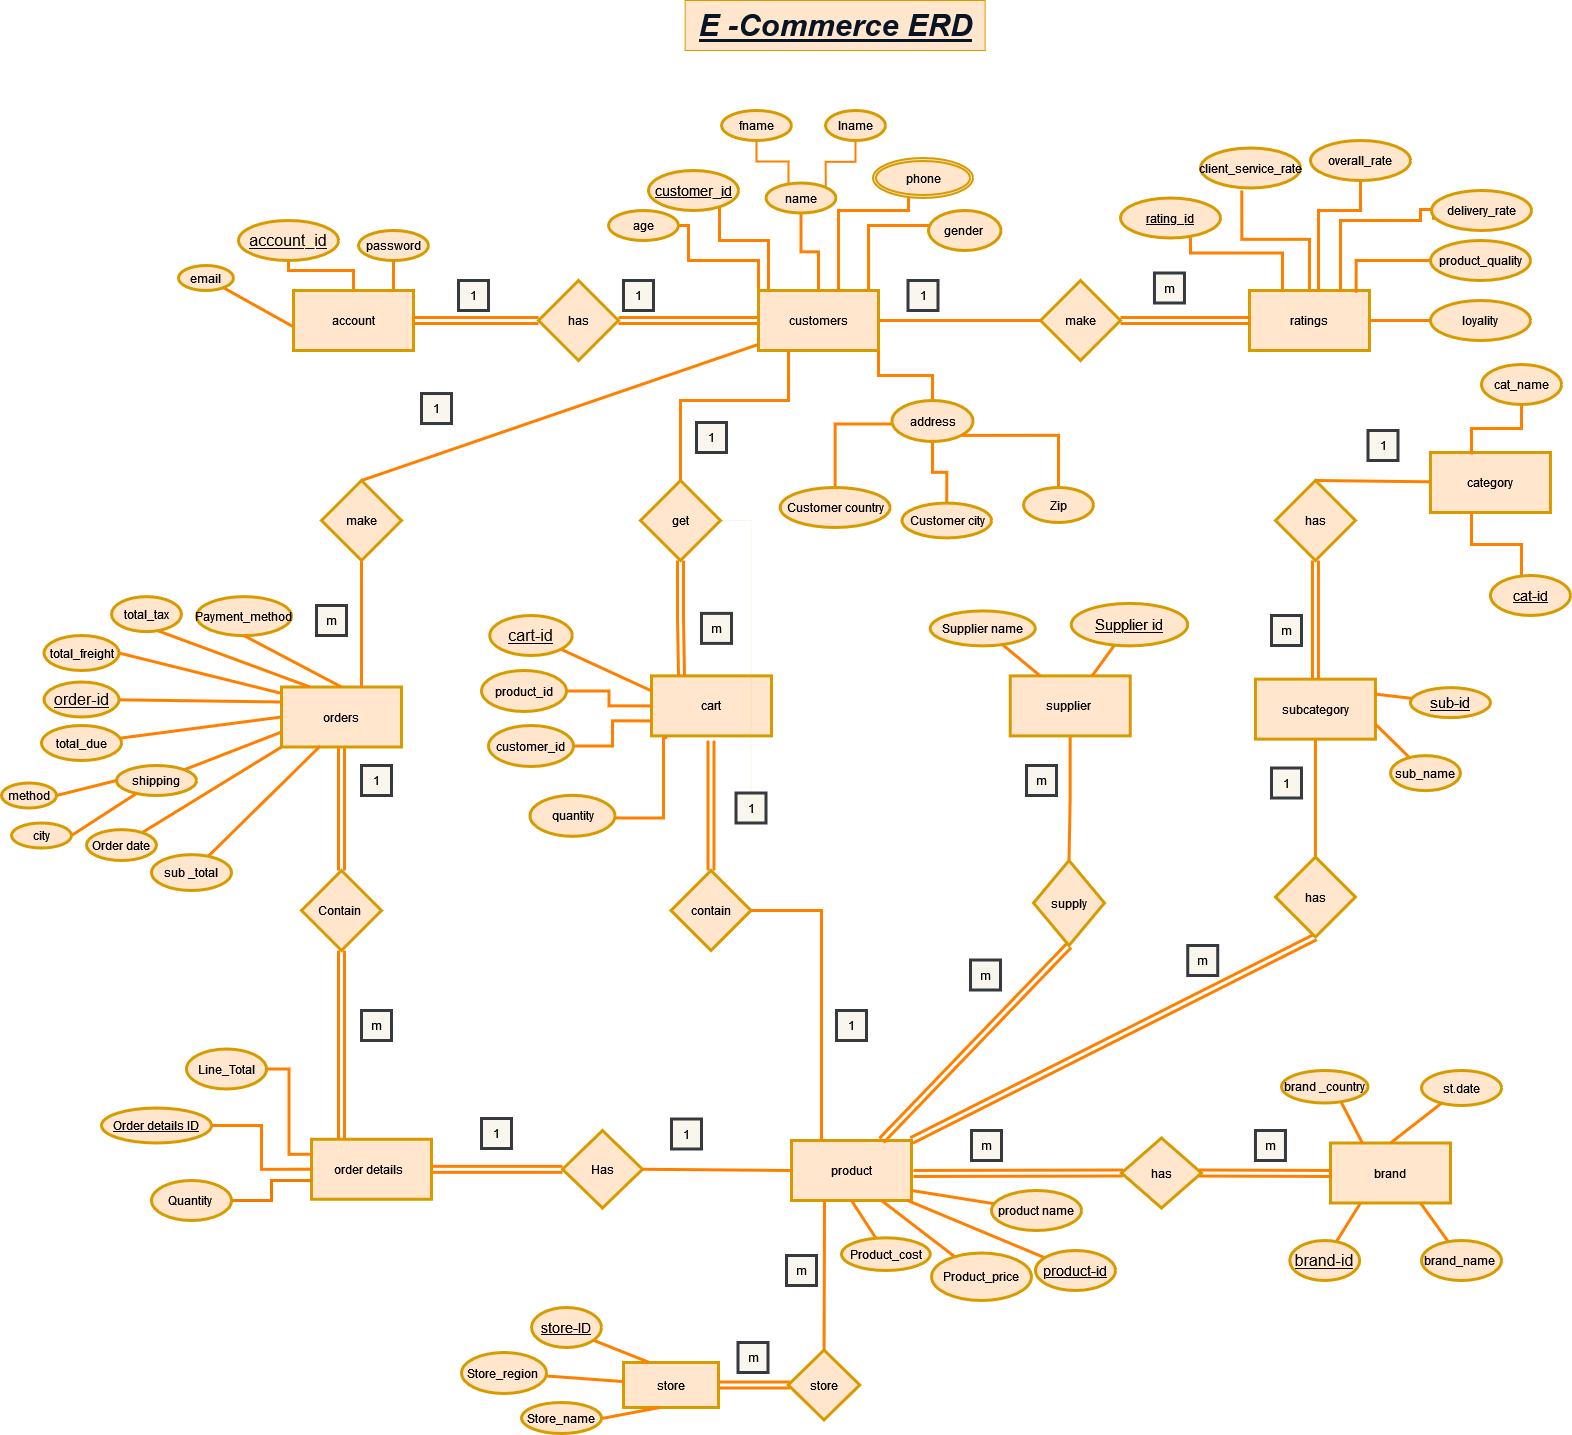 E -Commerce ERD
fname
lname
client_service_rate
overall_rate
customer_id
name
phone
rating_id
delivery_rate
age
gender
account_id
password
product_quality
email
1
1
1
m
account
has
customers
make
ratings
loyality
1
1
address
cat_name
1
category
Customer country
Customer city
Zip
make
get
has
cat-id
total_tax
Payment_method
m
cart-id
m
Supplier name
Supplier id
m
total_freight
order-id
product_id
orders
cart
supplier
subcategory
sub-id
total_due
customer_id
shipping
1
m
1
sub_name
method
city
Order date
quantity
1
sub _total
Contain
contain
supply
has
m
m
m
1
Line_Total
brand _country
st.date
Order details ID
1
1
m
m
order details
Has
product
has
brand
Quantity
product name
Product_cost
Product_price
product-id
brand-id
brand_name
m
store-ID
m
Store_region
store
store
Store_name